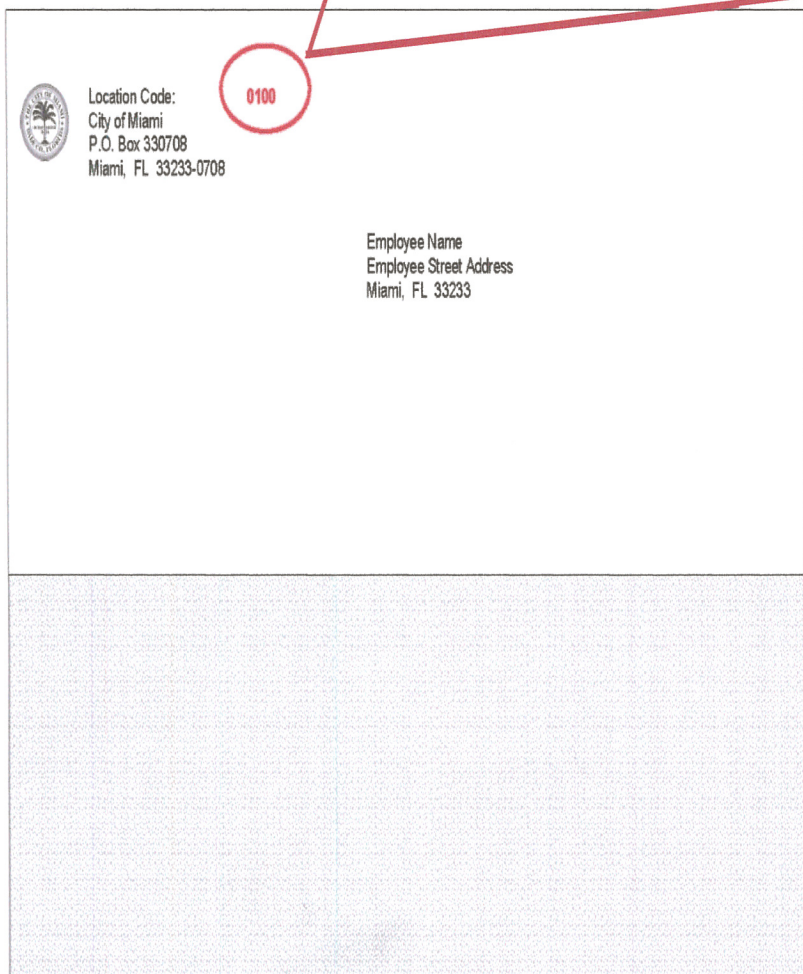 Location Code: 0100
City of Miami
P.O. Box 330708
Miami, FL 33233-0708
Employee Name
Employee Street Address
Miami, FL 33233